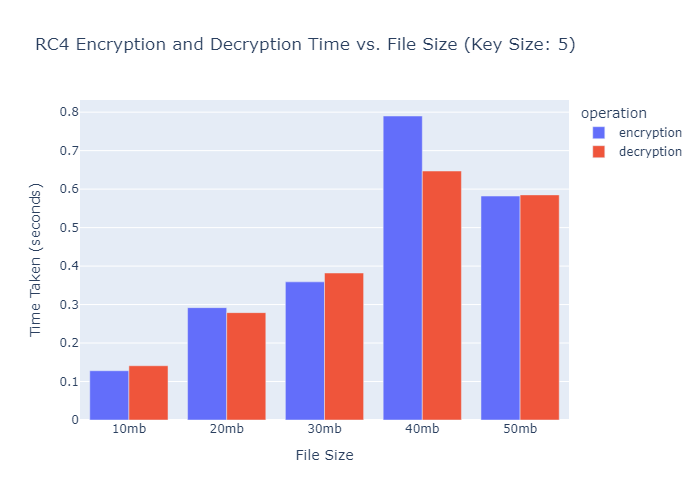 RC4 Encryption and Decryption Time vs. File Size (Key Size: 5)
operation
encryption
decryption
Time Taken (seconds)
0.8
0.7
0.6
0.5
0.4
0.3
0.2
0.1
0
10mb 20mb 30mb 40mb 50mb
File Size